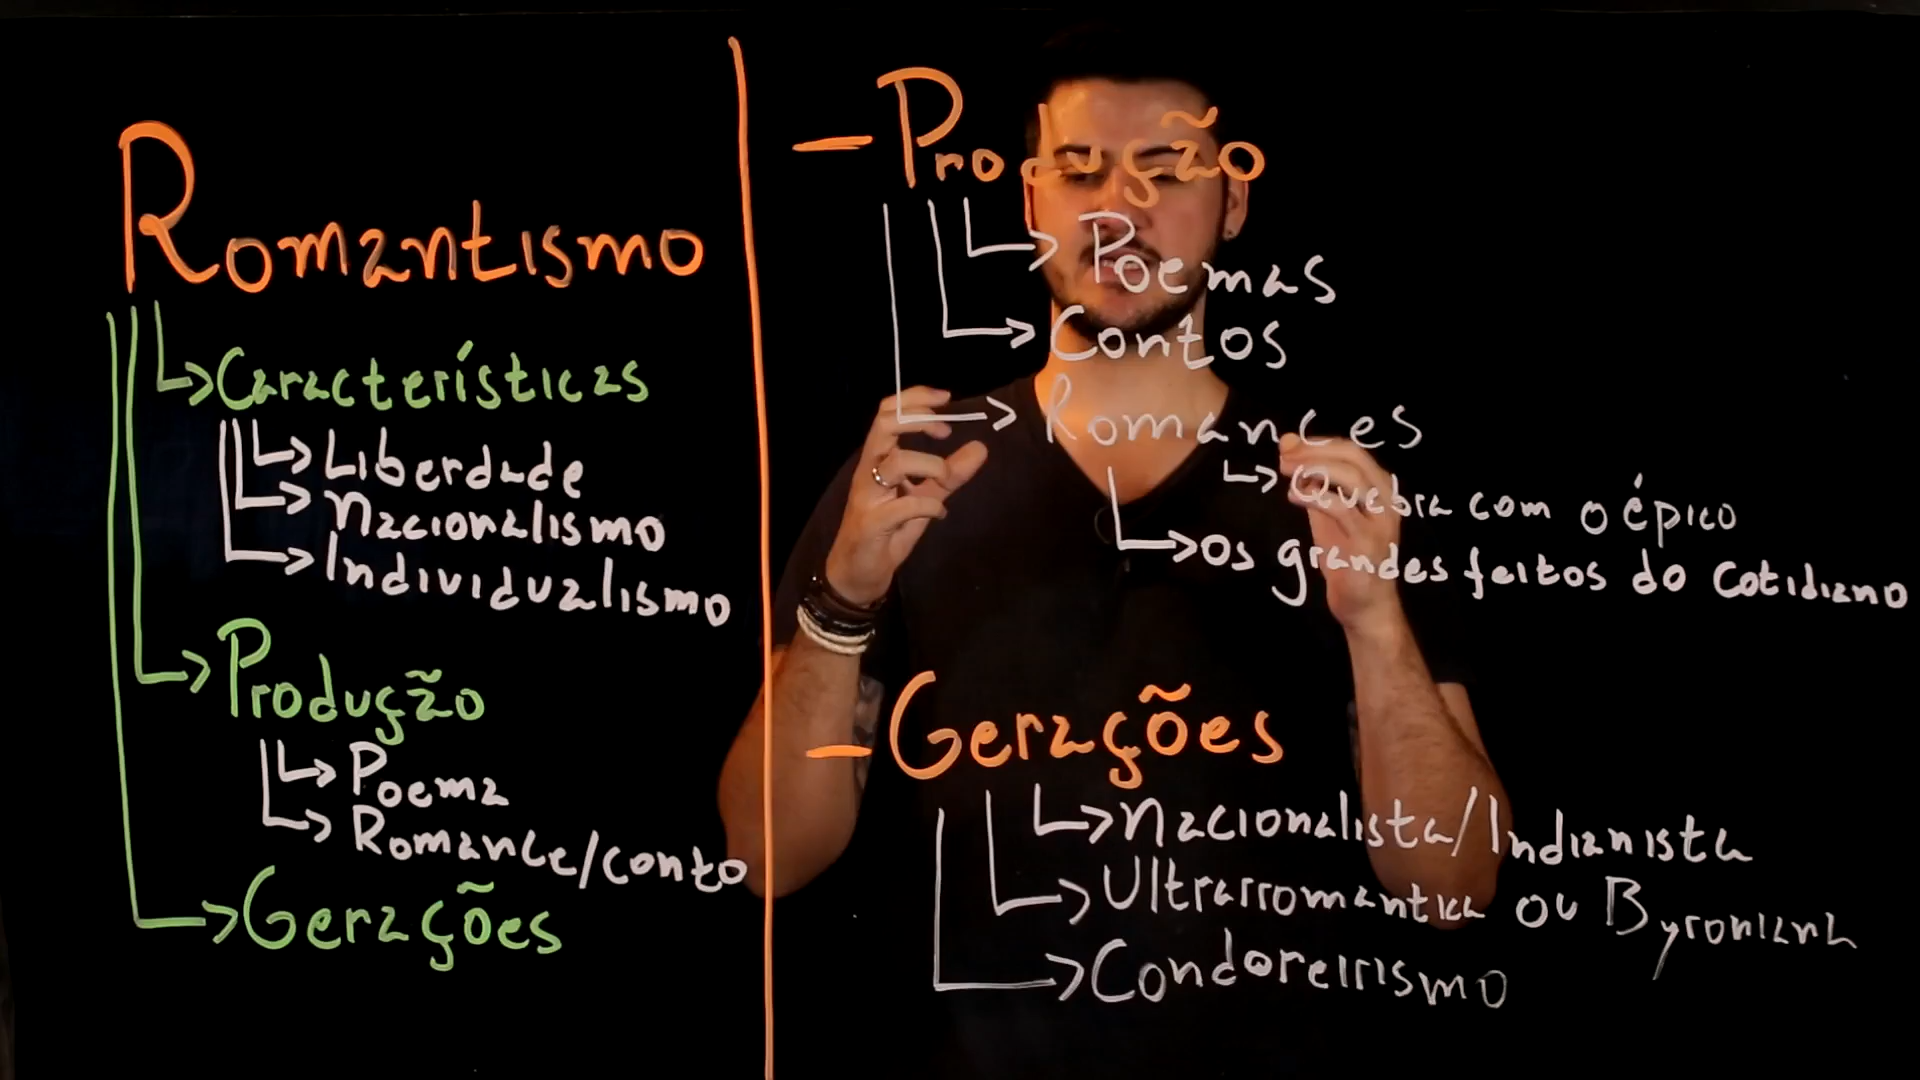 Romantismo
Características
Liberdade
Nacionalismo
Individualismo
Produção
Poema
Romance/conto
Gerações
- Produção
Poemas
Contos
Romances
Quebra com o épico
Os grandes feitos do cotidiano
- Gerações
Nacionalista/Indianista
Ultrarromântica ou Byroniana
Condoreirismo